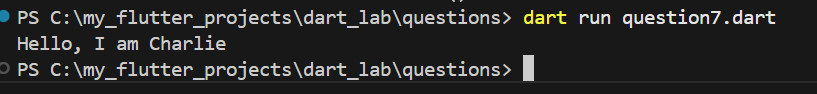 PS C:\my_flutter_projects\dart_lab\questions> dart run question7.dart
Hello, I am Charlie
PS C:\my_flutter_projects\dart_lab\questions>